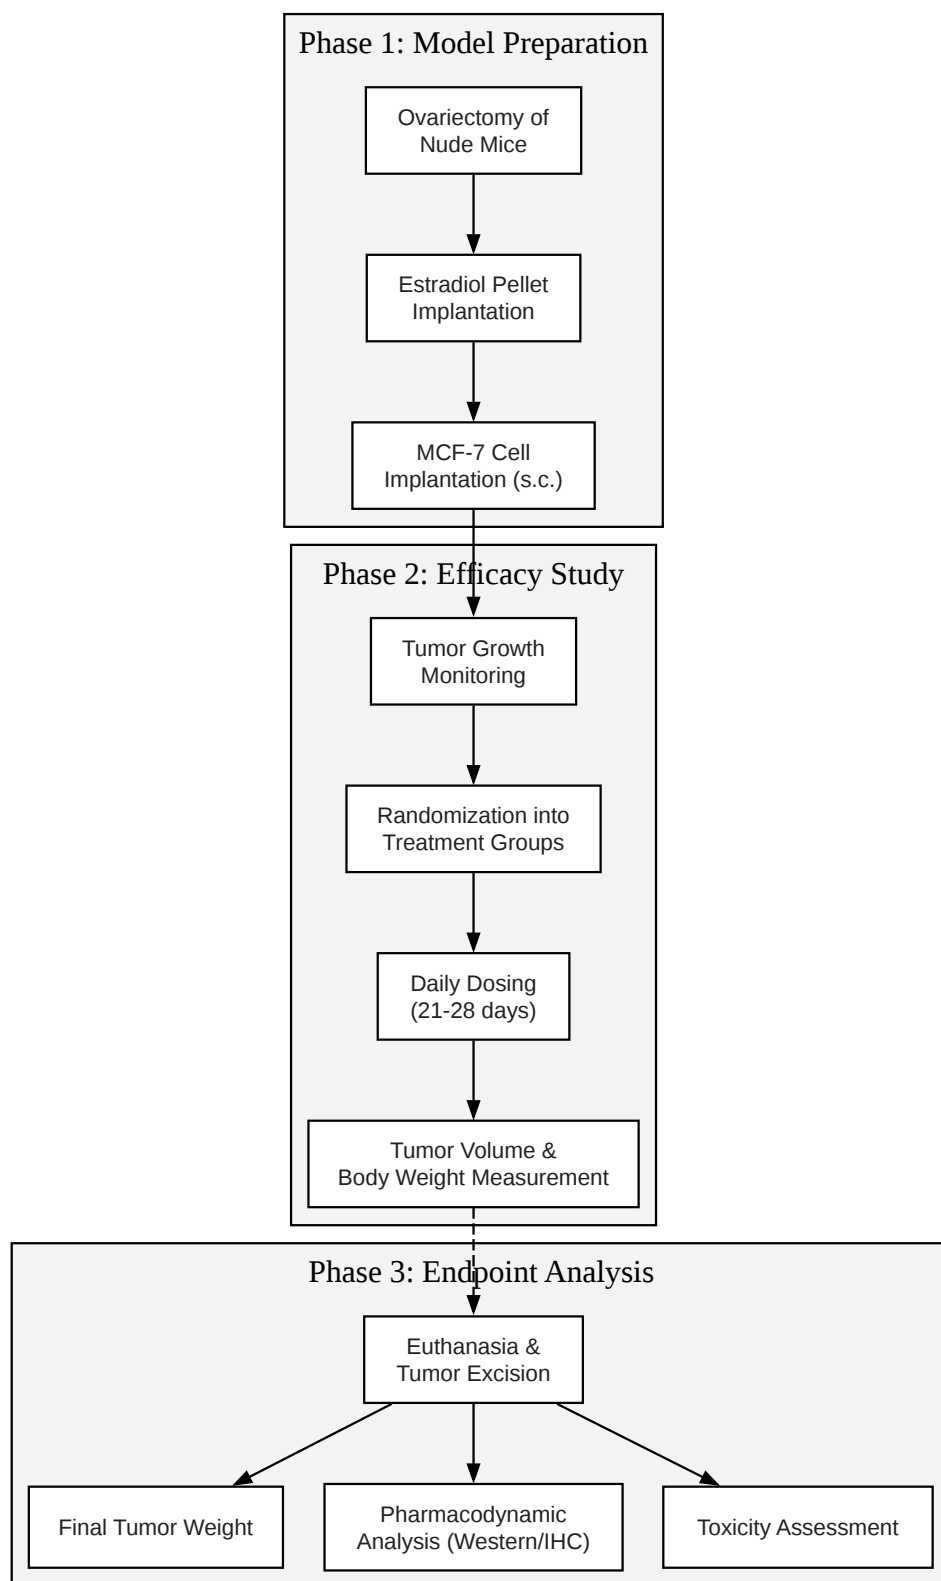 Phase 1: Model Preparation
Ovariectomy of
Nude Mice
Estradiol Pellet
Implantation
MCF-7 Cell
Implantation (s.c.)
Phase 2: Efficacy Study
Tumor Growth
Monitoring
Randomization into
Treatment Groups
Daily Dosing
(21-28 days)
Tumor Volume &
Body Weight Measurement
Phase 3: Endpoint Analysis
Euthanasia &
Tumor Excision
Final Tumor Weight
Pharmacodynamic
Analysis (Western/IHC)
Toxicity Assessment